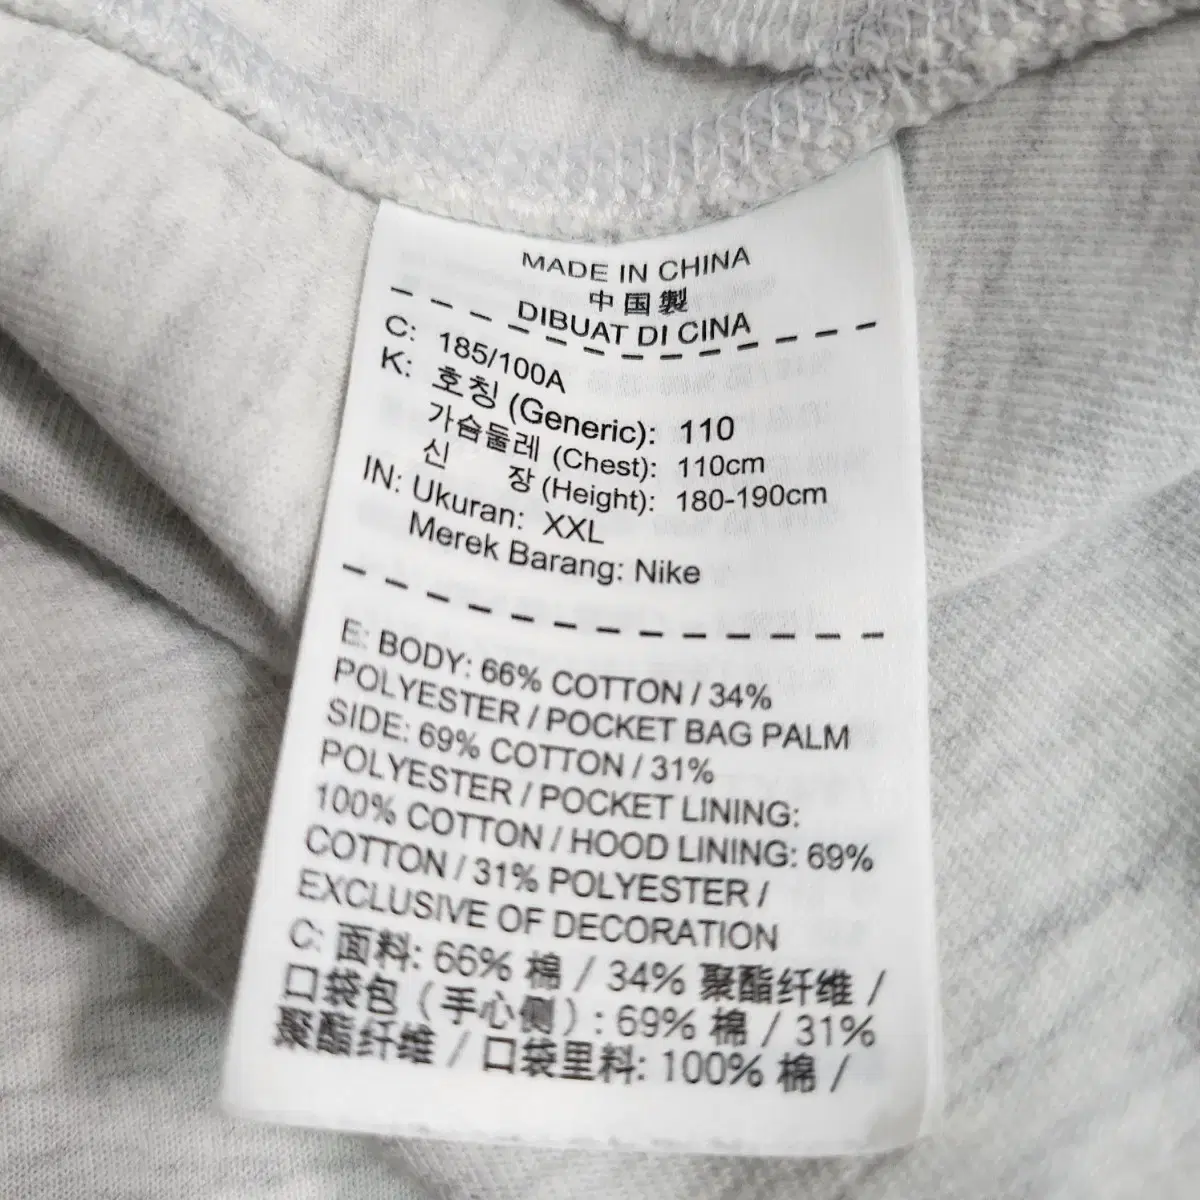 MADE IN CHINA
中国製
DIBUAT DI CINA
C: 185/100A
K: 호칭 (Generic): 110
가슴둘레 (Chest): 110cm
신 장 (Height): 180-190cm
IN: Ukuran: XXL
Merek Barang: Nike
E: BODY: 66% COTTON / 34%
POLYESTER / POCKET BAG PALM
SIDE: 69% COTTON / 31%
POLYESTER / POCKET LINING:
100% COTTON / HOOD LINING: 69%
COTTON / 31% POLYESTER /
EXCLUSIVE OF DECORATION
C: 面料: 66% 棉 / 34% 聚酯纤维 /
口袋包 (手心侧) : 69% 棉 / 31%
聚酯纤维 / 口袋里料: 100% 棉 /